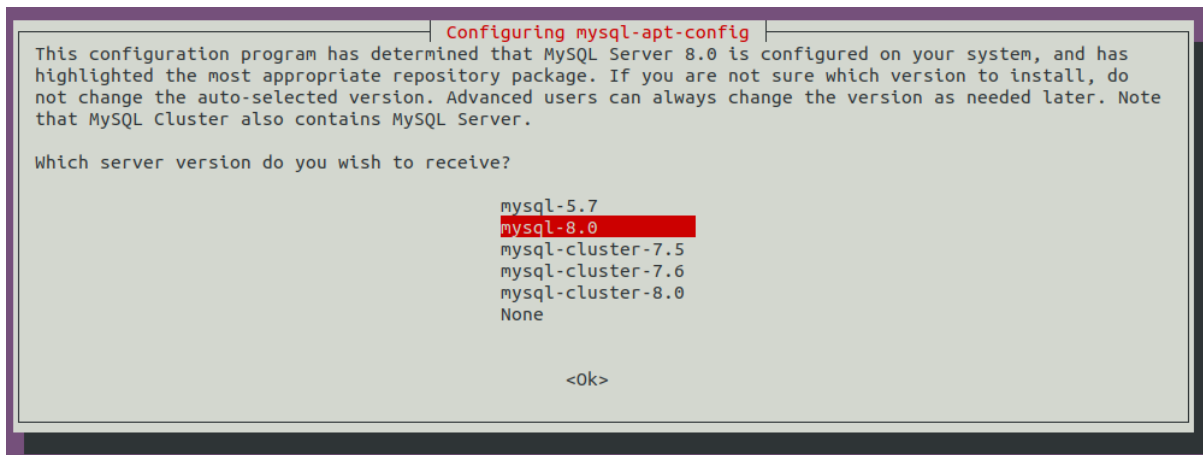 Configuring mysql-apt-config
This configuration program has determined that MySQL Server 8.0 is configured on your system, and has
highlighted the most appropriate repository package. If you are not sure which version to install, do
not change the auto-selected version. Advanced users can always change the version as needed later. Note
that MySQL Cluster also contains MySQL Server.
Which server version do you wish to receive?
mysql-5.7
mysql-8.0
mysql-cluster-7.5
mysql-cluster-7.6
mysql-cluster-8.0
None
<Ok>